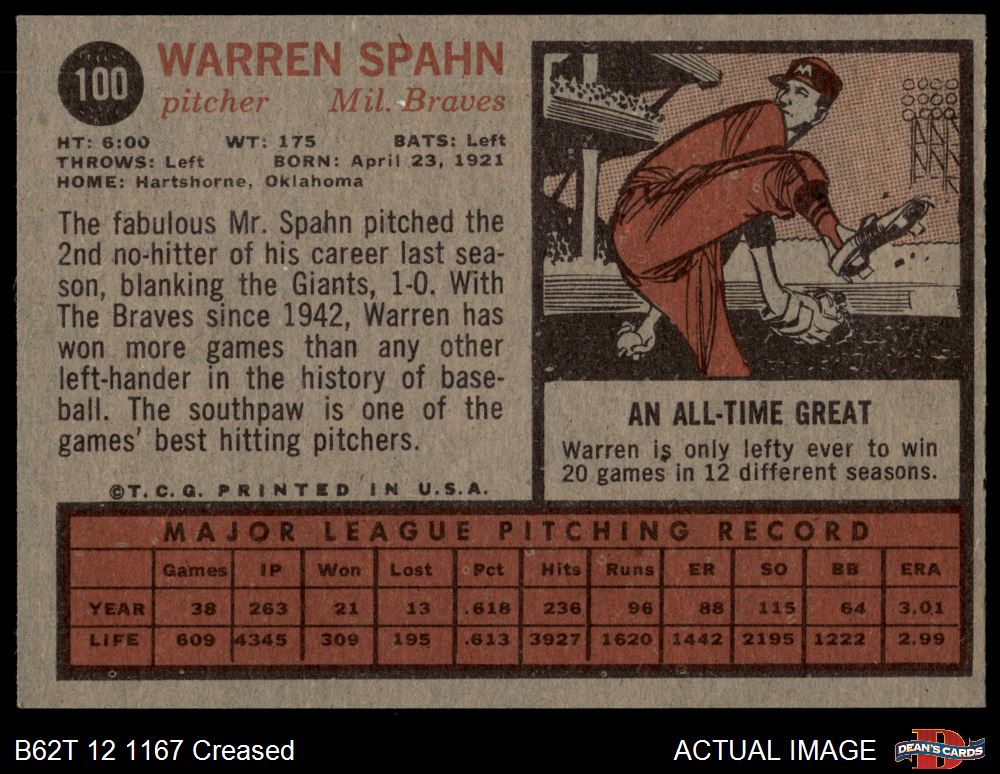 100
WARREN SPAHN
pitcher Mil. Braves
HT: 6:00 WT: 175 BATS: Left
THROWS: Left BORN: April 23, 1921
HOME: Hartshorne, Oklahoma
The fabulous Mr. Spahn pitched the
2nd no-hitter of his career last sea-
son, blanking the Giants, 1-0. With
The Braves since 1942, Warren has
won more games than any other
left-hander in the history of base-
ball. The southpaw is one of the
games' best hitting pitchers.
©T.C.G. PRINTED IN U.S.A.
M
AN ALL-TIME GREAT
Warren is only lefty ever to win
20 games in 12 different seasons.
MAJOR LEAGUE PITCHING RECORD
Games IP Won Lost Pct Hits Runs ER SO BB ERA
YEAR 38 263 21 13 .618 236 96 88 115 64 3.01
LIFE 609 4345 309 195 .613 3927 1620 1442 2195 1222 2.99
B62T 12 1167 Creased
ACTUAL IMAGE
DEAN'S CARDS